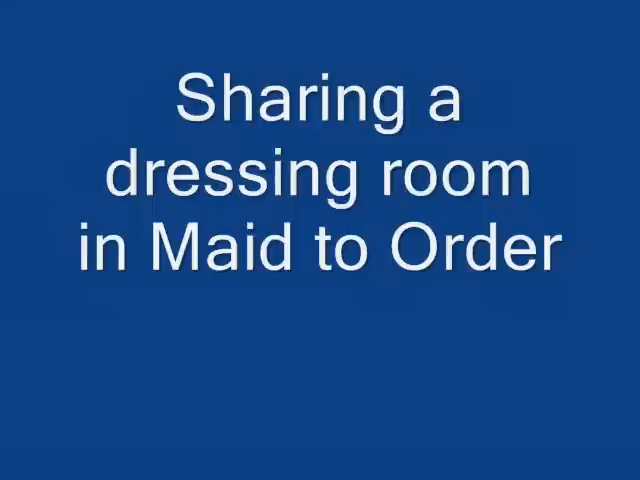 Sharing a
dressing room
in Maid to Order